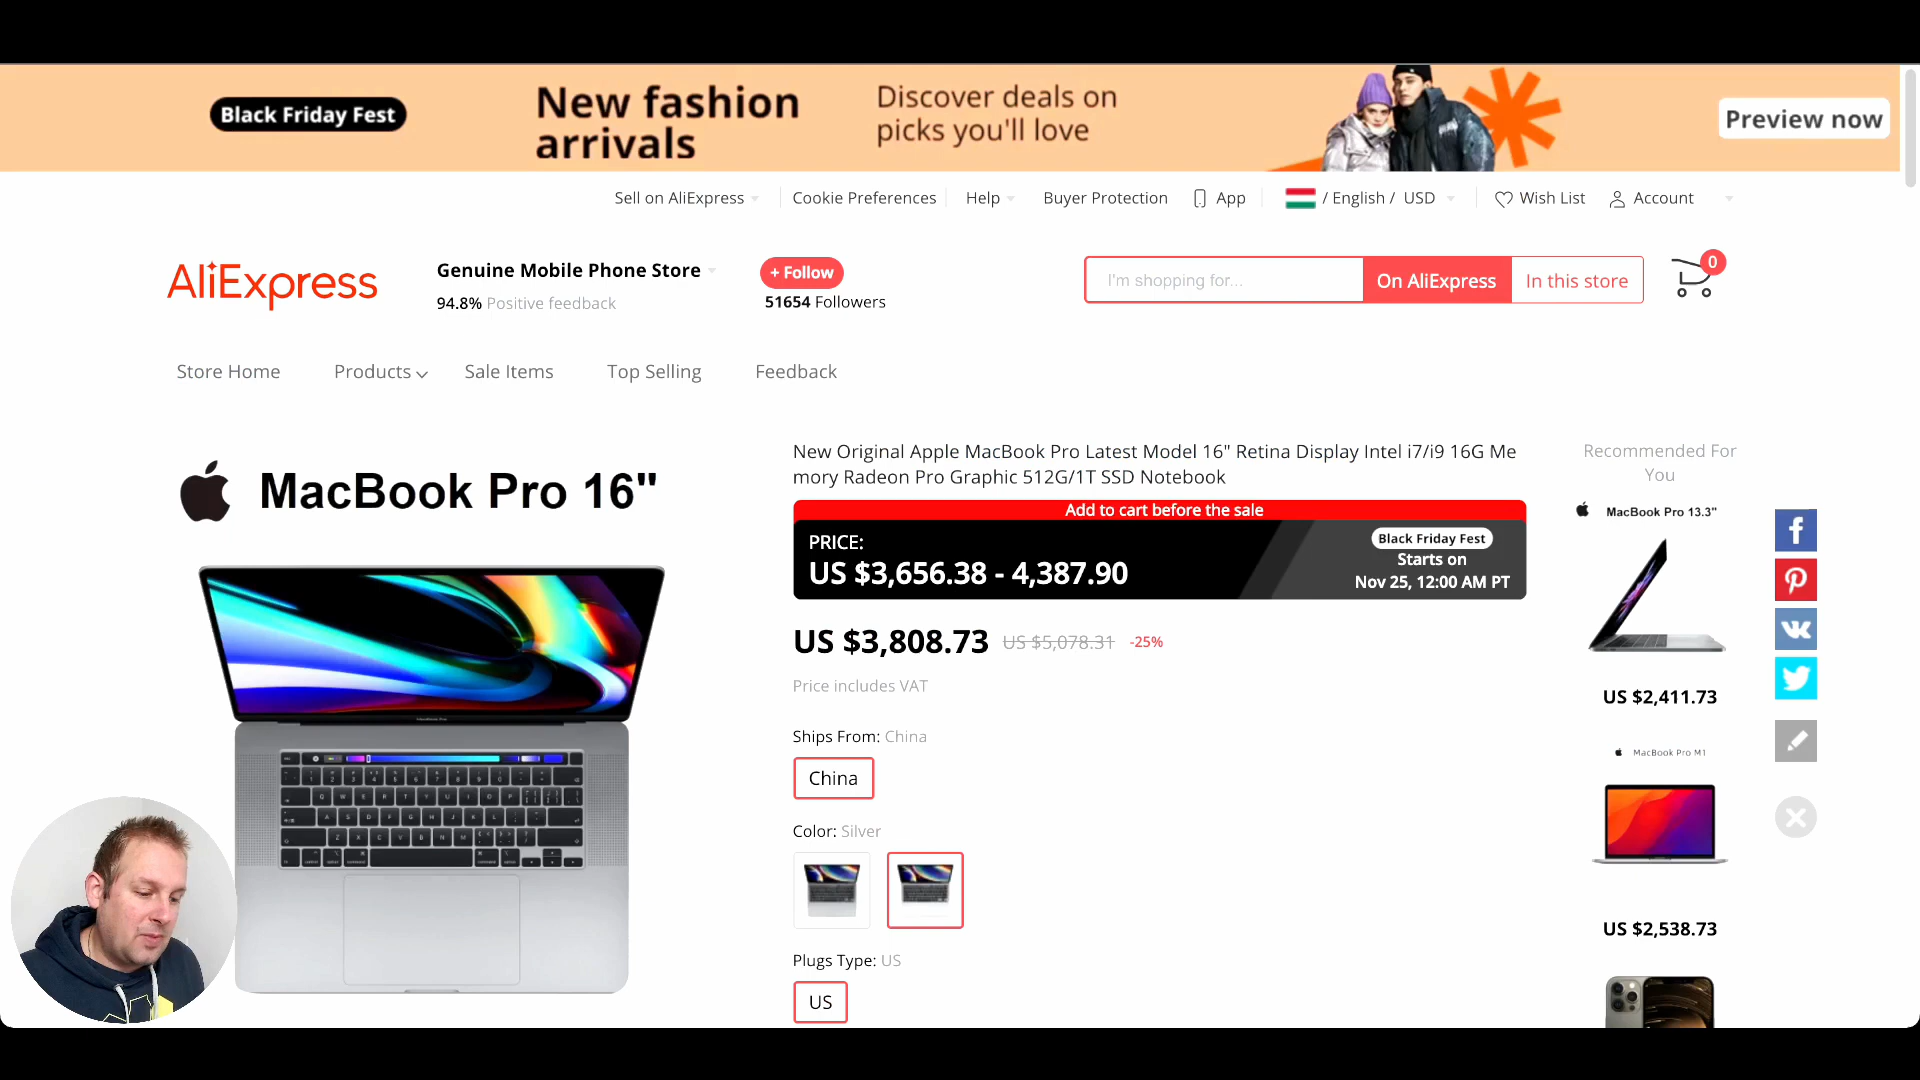 Black Friday Fest
New fashion
arrivals
Discover deals on
picks you'll love
Preview now
Sell on AliExpress
Cookie Preferences
Help
Buyer Protection
App
/ English / USD
Wish List
Account
AliExpress
Genuine Mobile Phone Store
94.8% Positive feedback
+ Follow
51654 Followers
I'm shopping for...
On AliExpress
In this store
0
Store Home
Products
Sale Items
Top Selling
Feedback
MacBook Pro 16"
New Original Apple MacBook Pro Latest Model 16" Retina Display Intel i7/i9 16G Me
mory Radeon Pro Graphic 512G/1T SSD Notebook
Add to cart before the sale
PRICE:
US $3,656.38 - 4,387.90
Black Friday Fest
Starts on
Nov 25, 12:00 AM PT
US $3,808.73 US $5,078.31 -25%
Price includes VAT
Ships From: China
China
Color: Silver
Plugs Type: US
US
Recommended For
You
MacBook Pro 13.3"
US $2,411.73
MacBook Pro M1
US $2,538.73